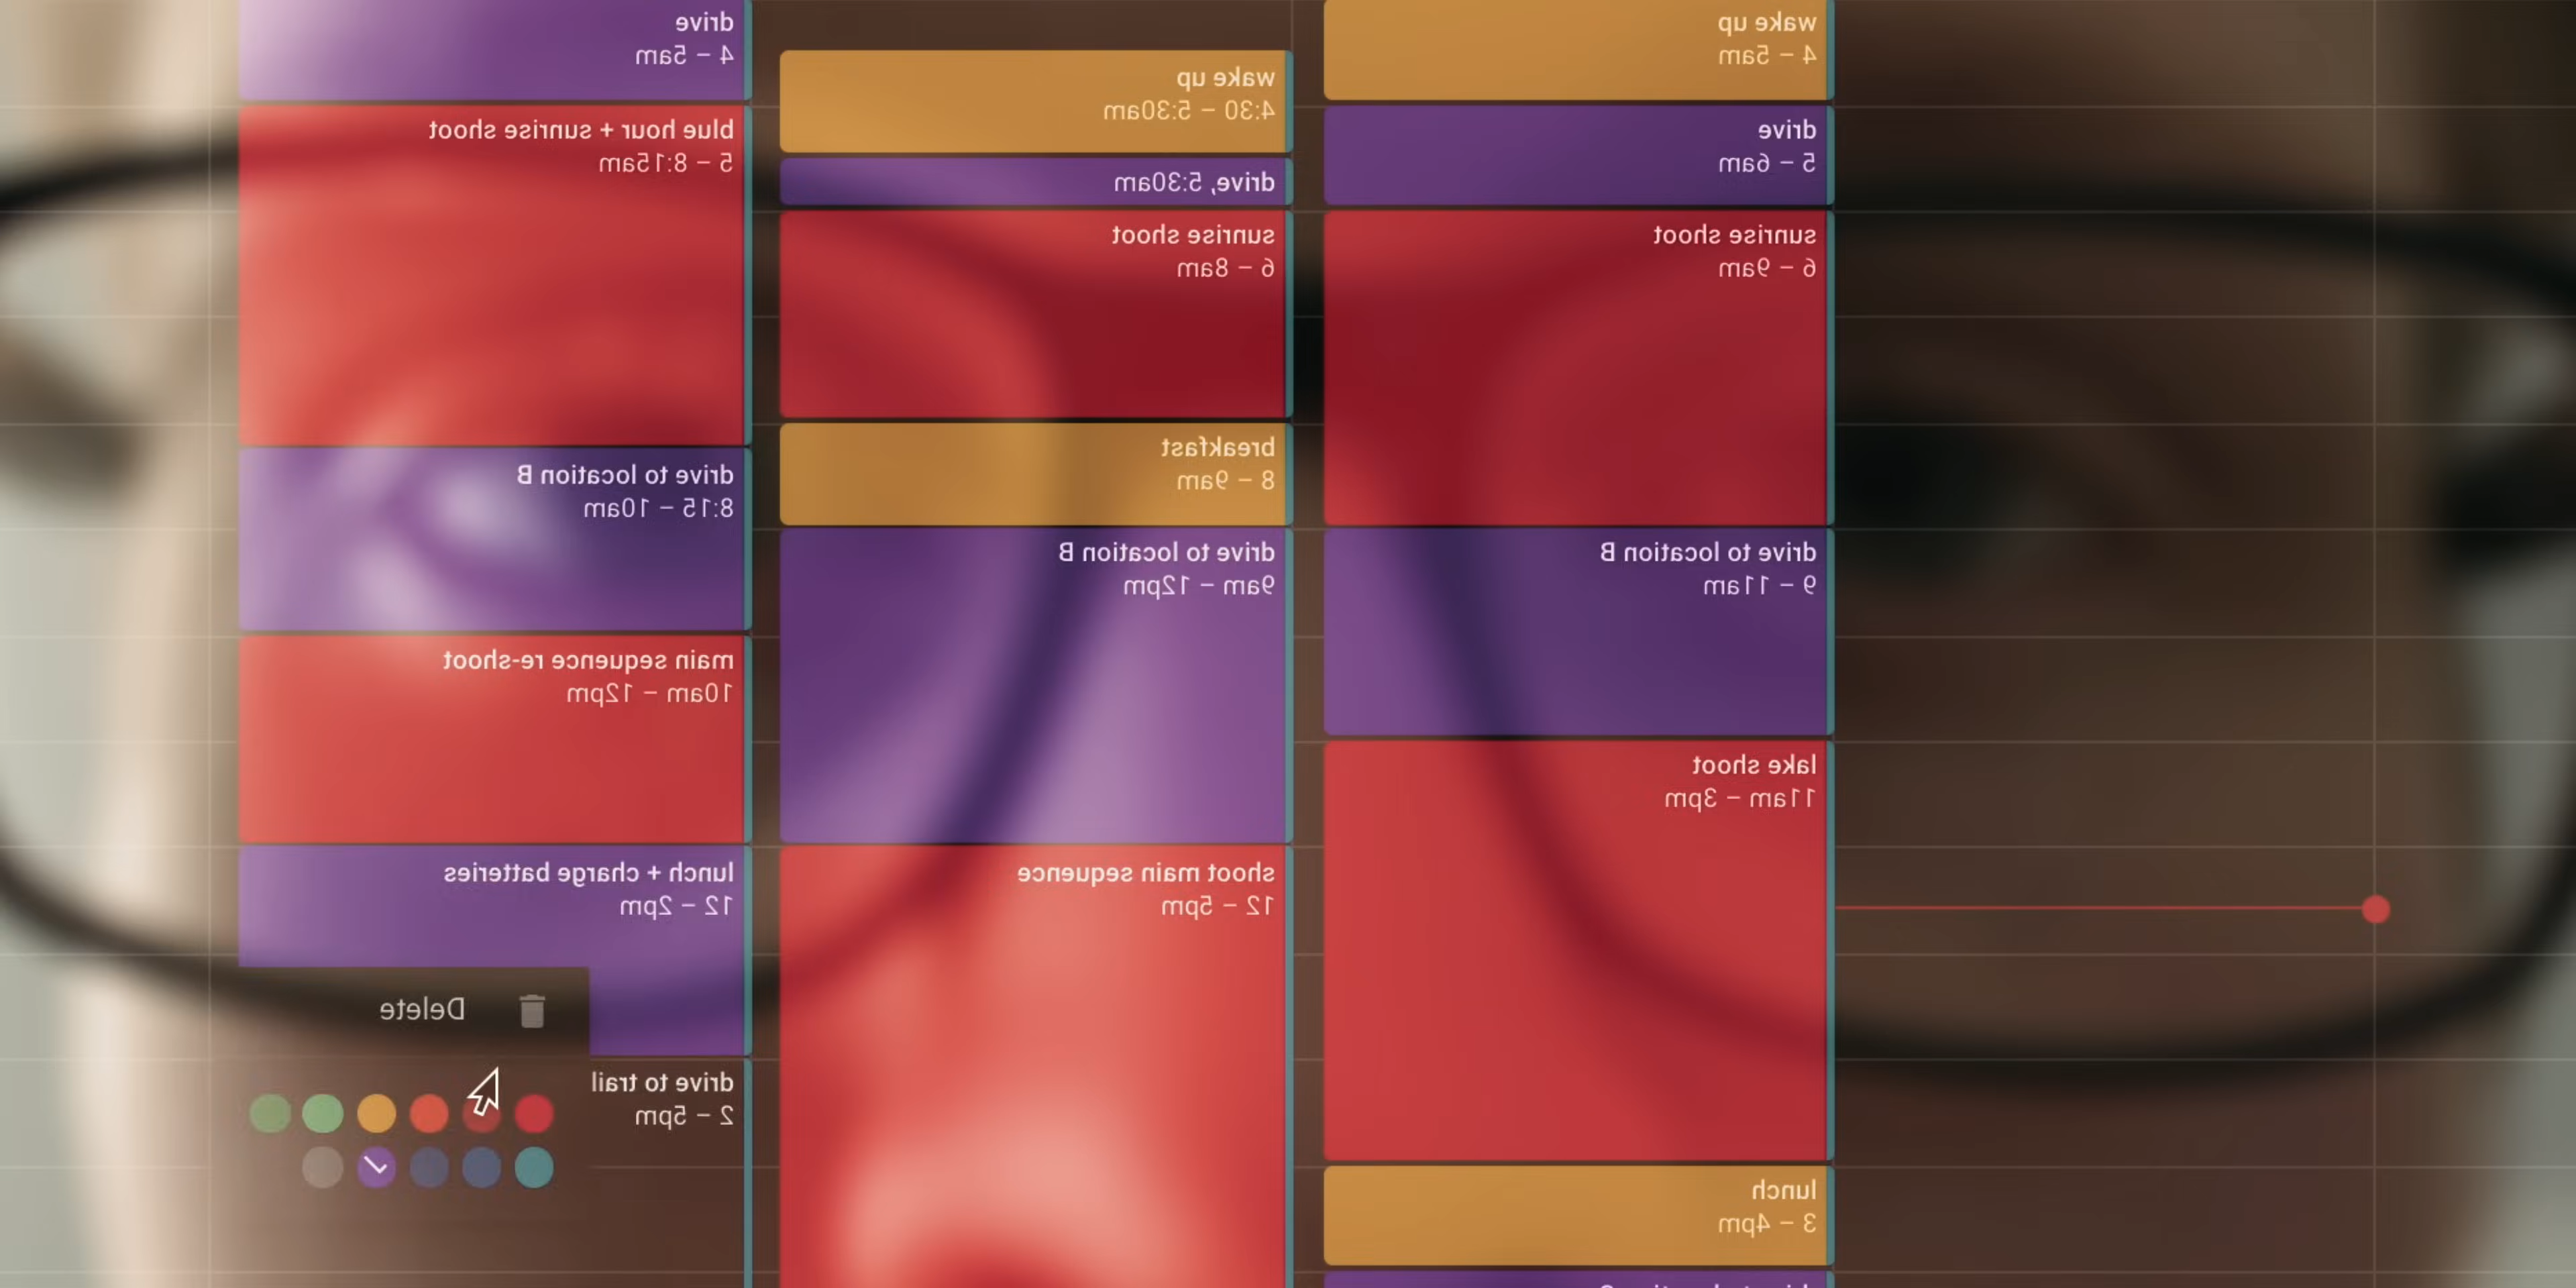 wake up
4 – 5am
drive
5 – 6am
sunrise shoot
6 – 9am
drive to location B
9 – 11am
lake shoot
11am – 3pm
lunch
3 – 4pm
wake up
4:30 – 5:30am
drive, 5:30am
sunrise shoot
6 – 8am
breakfast
8 – 9am
drive to location B
9am – 12pm
shoot main sequence
12 – 5pm
drive
4 – 5am
blue hour + sunrise shoot
5 – 8:15am
drive to location B
8:15 – 10am
main sequence re-shoot
10am – 12pm
lunch + charge batteries
12 – 2pm
drive to trail
2 – 5pm
Delete